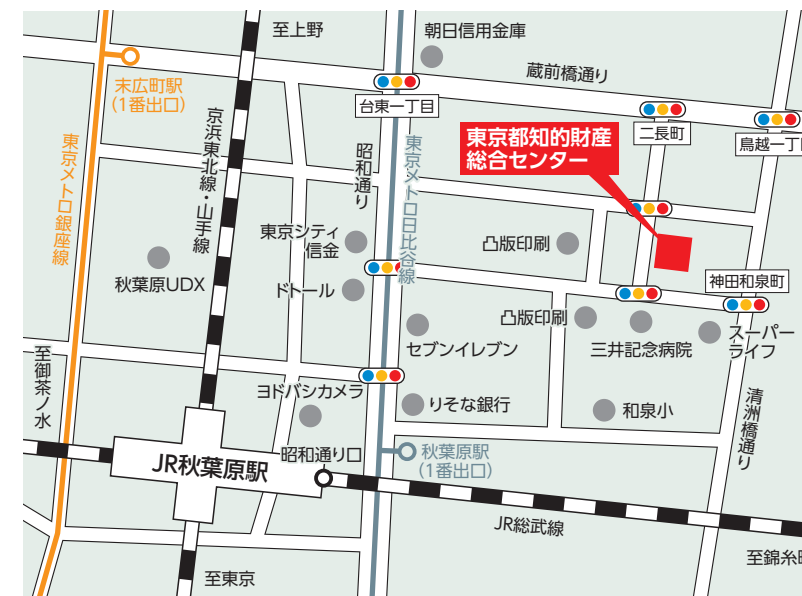 至上野
朝日信用金庫
蔵前橋通り
末広町駅
(1番出口)
台東一丁目
二長町
鳥越一丁
京浜東北線・山手線
東京メトロ銀座線
昭和通り
東京メトロ日比谷線
東京都知的財産
総合センター
東京シティ
信金
凸版印刷
秋葉原UDX
ドトール
神田和泉町
凸版印刷
セブンイレブン
三井記念病院
スーパー
ライフ
至御茶ノ水
ヨドバシカメラ
りそな銀行
和泉小
清洲橋通り
JR秋葉原駅
昭和通り口
秋葉原駅
(1番出口)
JR総武線
至東京
至錦糸